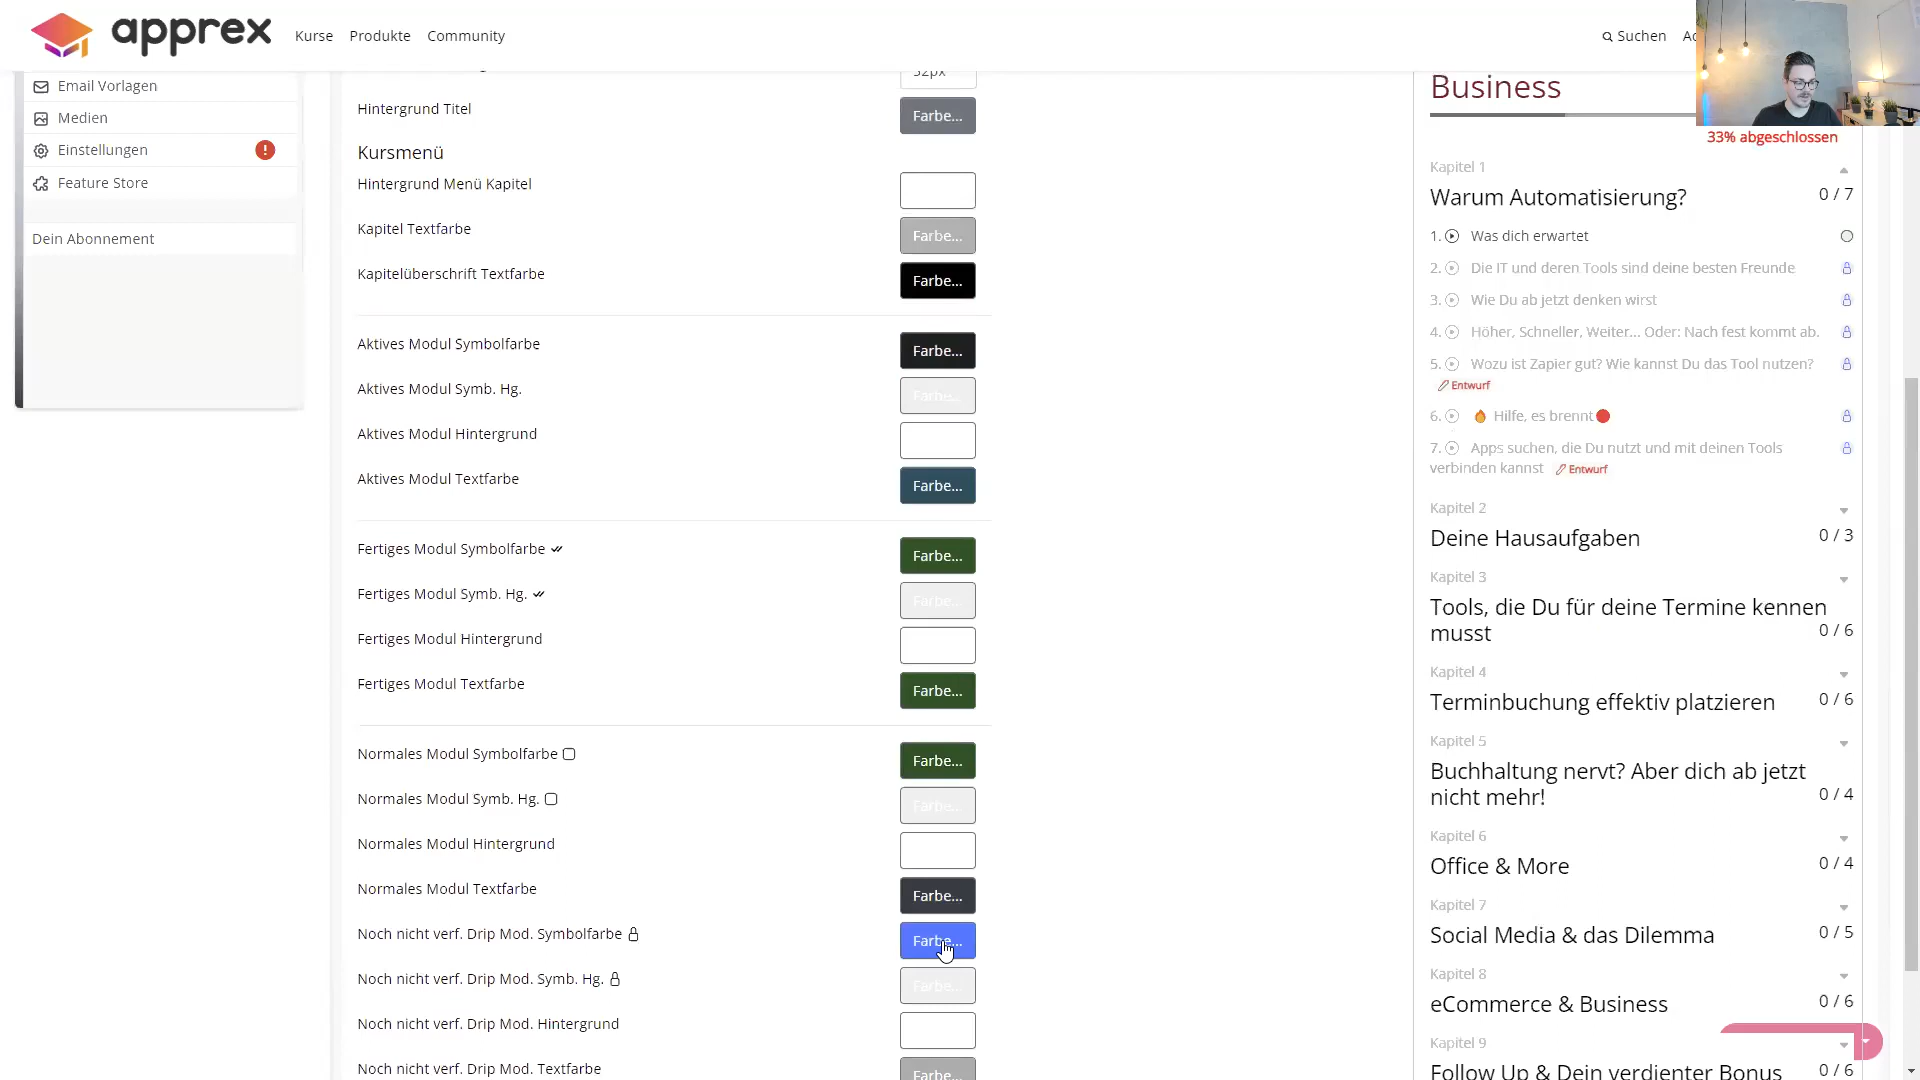 apprex
Kurse Produkte Community
Suchen
Email Vorlagen
Medien
Einstellungen
Feature Store
Dein Abonnement
32px
Hintergrund Titel Farbe...
Kursmenü
Hintergrund Menü Kapitel
Kapitel Textfarbe Farbe...
Kapitelüberschrift Textfarbe Farbe...
Aktives Modul Symbolfarbe Farbe...
Aktives Modul Symb. Hg. Farbe...
Aktives Modul Hintergrund
Aktives Modul Textfarbe Farbe...
Fertiges Modul Symbolfarbe Farbe...
Fertiges Modul Symb. Hg. Farbe...
Fertiges Modul Hintergrund
Fertiges Modul Textfarbe Farbe...
Normales Modul Symbolfarbe Farbe...
Normales Modul Symb. Hg. Farbe...
Normales Modul Hintergrund
Normales Modul Textfarbe Farbe...
Noch nicht verf. Drip Mod. Symbolfarbe Farbe...
Noch nicht verf. Drip Mod. Symb. Hg. Farbe...
Noch nicht verf. Drip Mod. Hintergrund
Noch nicht verf. Drip Mod. Textfarbe Farbe...
Business
33% abgeschlossen
Kapitel 1
Warum Automatisierung? 0 / 7
1. Was dich erwartet
2. Die IT und deren Tools sind deine besten Freunde
3. Wie Du ab jetzt denken wirst
4. Höher, Schneller, Weiter... Oder: Nach fest kommt ab.
5. Wozu ist Zapier gut? Wie kannst Du das Tool nutzen?
Entwurf
6. Hilfe, es brennt
7. Apps suchen, die Du nutzt und mit deinen Tools
verbinden kannst Entwurf
Kapitel 2
Deine Hausaufgaben 0 / 3
Kapitel 3
Tools, die Du für deine Termine kennen
musst 0 / 6
Kapitel 4
Terminbuchung effektiv platzieren 0 / 6
Kapitel 5
Buchhaltung nervt? Aber dich ab jetzt
nicht mehr! 0 / 4
Kapitel 6
Office & More 0 / 4
Kapitel 7
Social Media & das Dilemma 0 / 5
Kapitel 8
eCommerce & Business 0 / 6
Kapitel 9
Follow Up & Dein verdienter Bonus 0 / 6